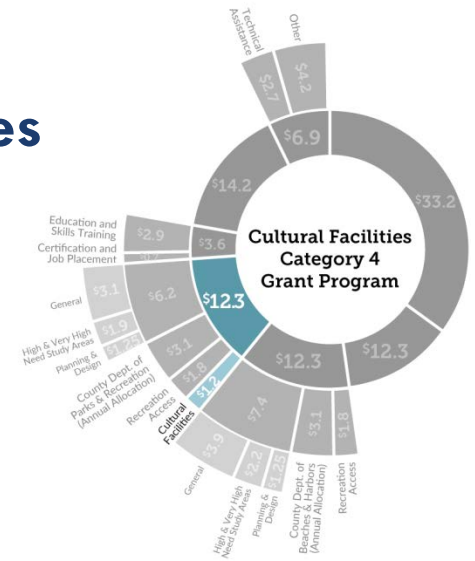 es
Technical
Assistance
Other
$2.7
$4.2
$6.9
$33.2
$14.2
Education and
Skills Training
$2.9
$3.6
Certification and
Job Placement
Cultural Facilities
Category 4
Grant Program
$12.3
$12.3
$12.3
General
$3.1
$6.2
High & Very High
Need Study Areas
$1.9
Planning &
Design
$1.25
County Dept. of
Parks & Recreation
(Annual Allocation)
$3.1
Recreation
Access
$1.8
Cultural
Facilities
$1.2
$7.4
General
$3.9
High & Very High
Need Study Areas
$2.2
Planning &
Design
$1.25
County Dept. of
Beaches & Harbors
(Annual Allocation)
$3.1
Recreation
Access
$1.8